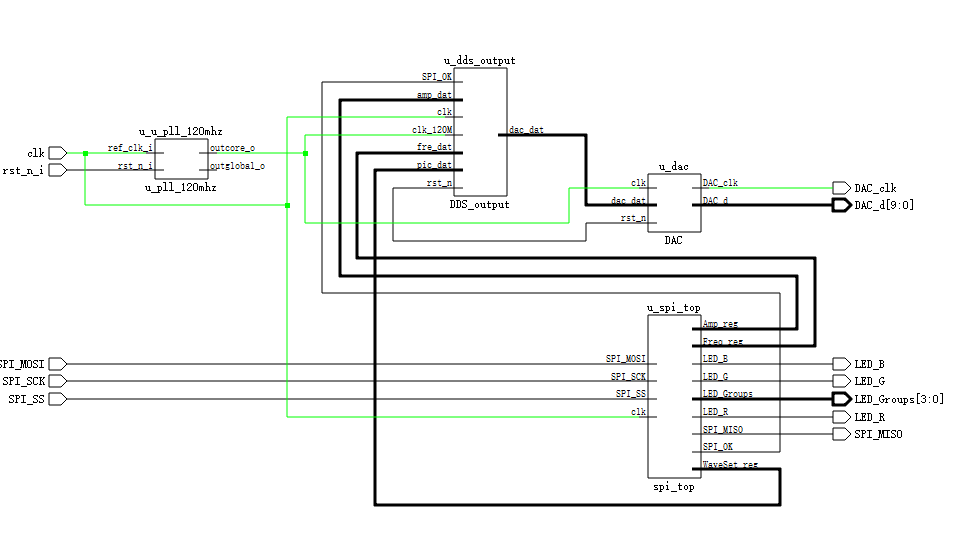 u_dds_output
SPI_OK
amp_dat
clk
clk_120M
fre_dat
pic_dat
rst_n
dac_dat
DDS_output
u_u_pll_120mhz
clk
ref_clk_i
outcore_o
rst_n_i
rst_n_i
outglobal_o
u_pll_120mhz
u_dac
clk
DAC_clk
DAC_clk
dac_dat
DAC_d
DAC_d[9:0]
rst_n
DAC
u_spi_top
Amp_reg
Freq_reg
SPI_MOSI
SPI_MOSI
LED_B
LED_B
SPI_SCK
SPI_SCK
LED_G
LED_G
SPI_SS
SPI_SS
LED_Groups
LED_Groups[3:0]
clk
LED_R
LED_R
SPI_MISO
SPI_MISO
SPI_OK
WaveSet_reg
spi_top